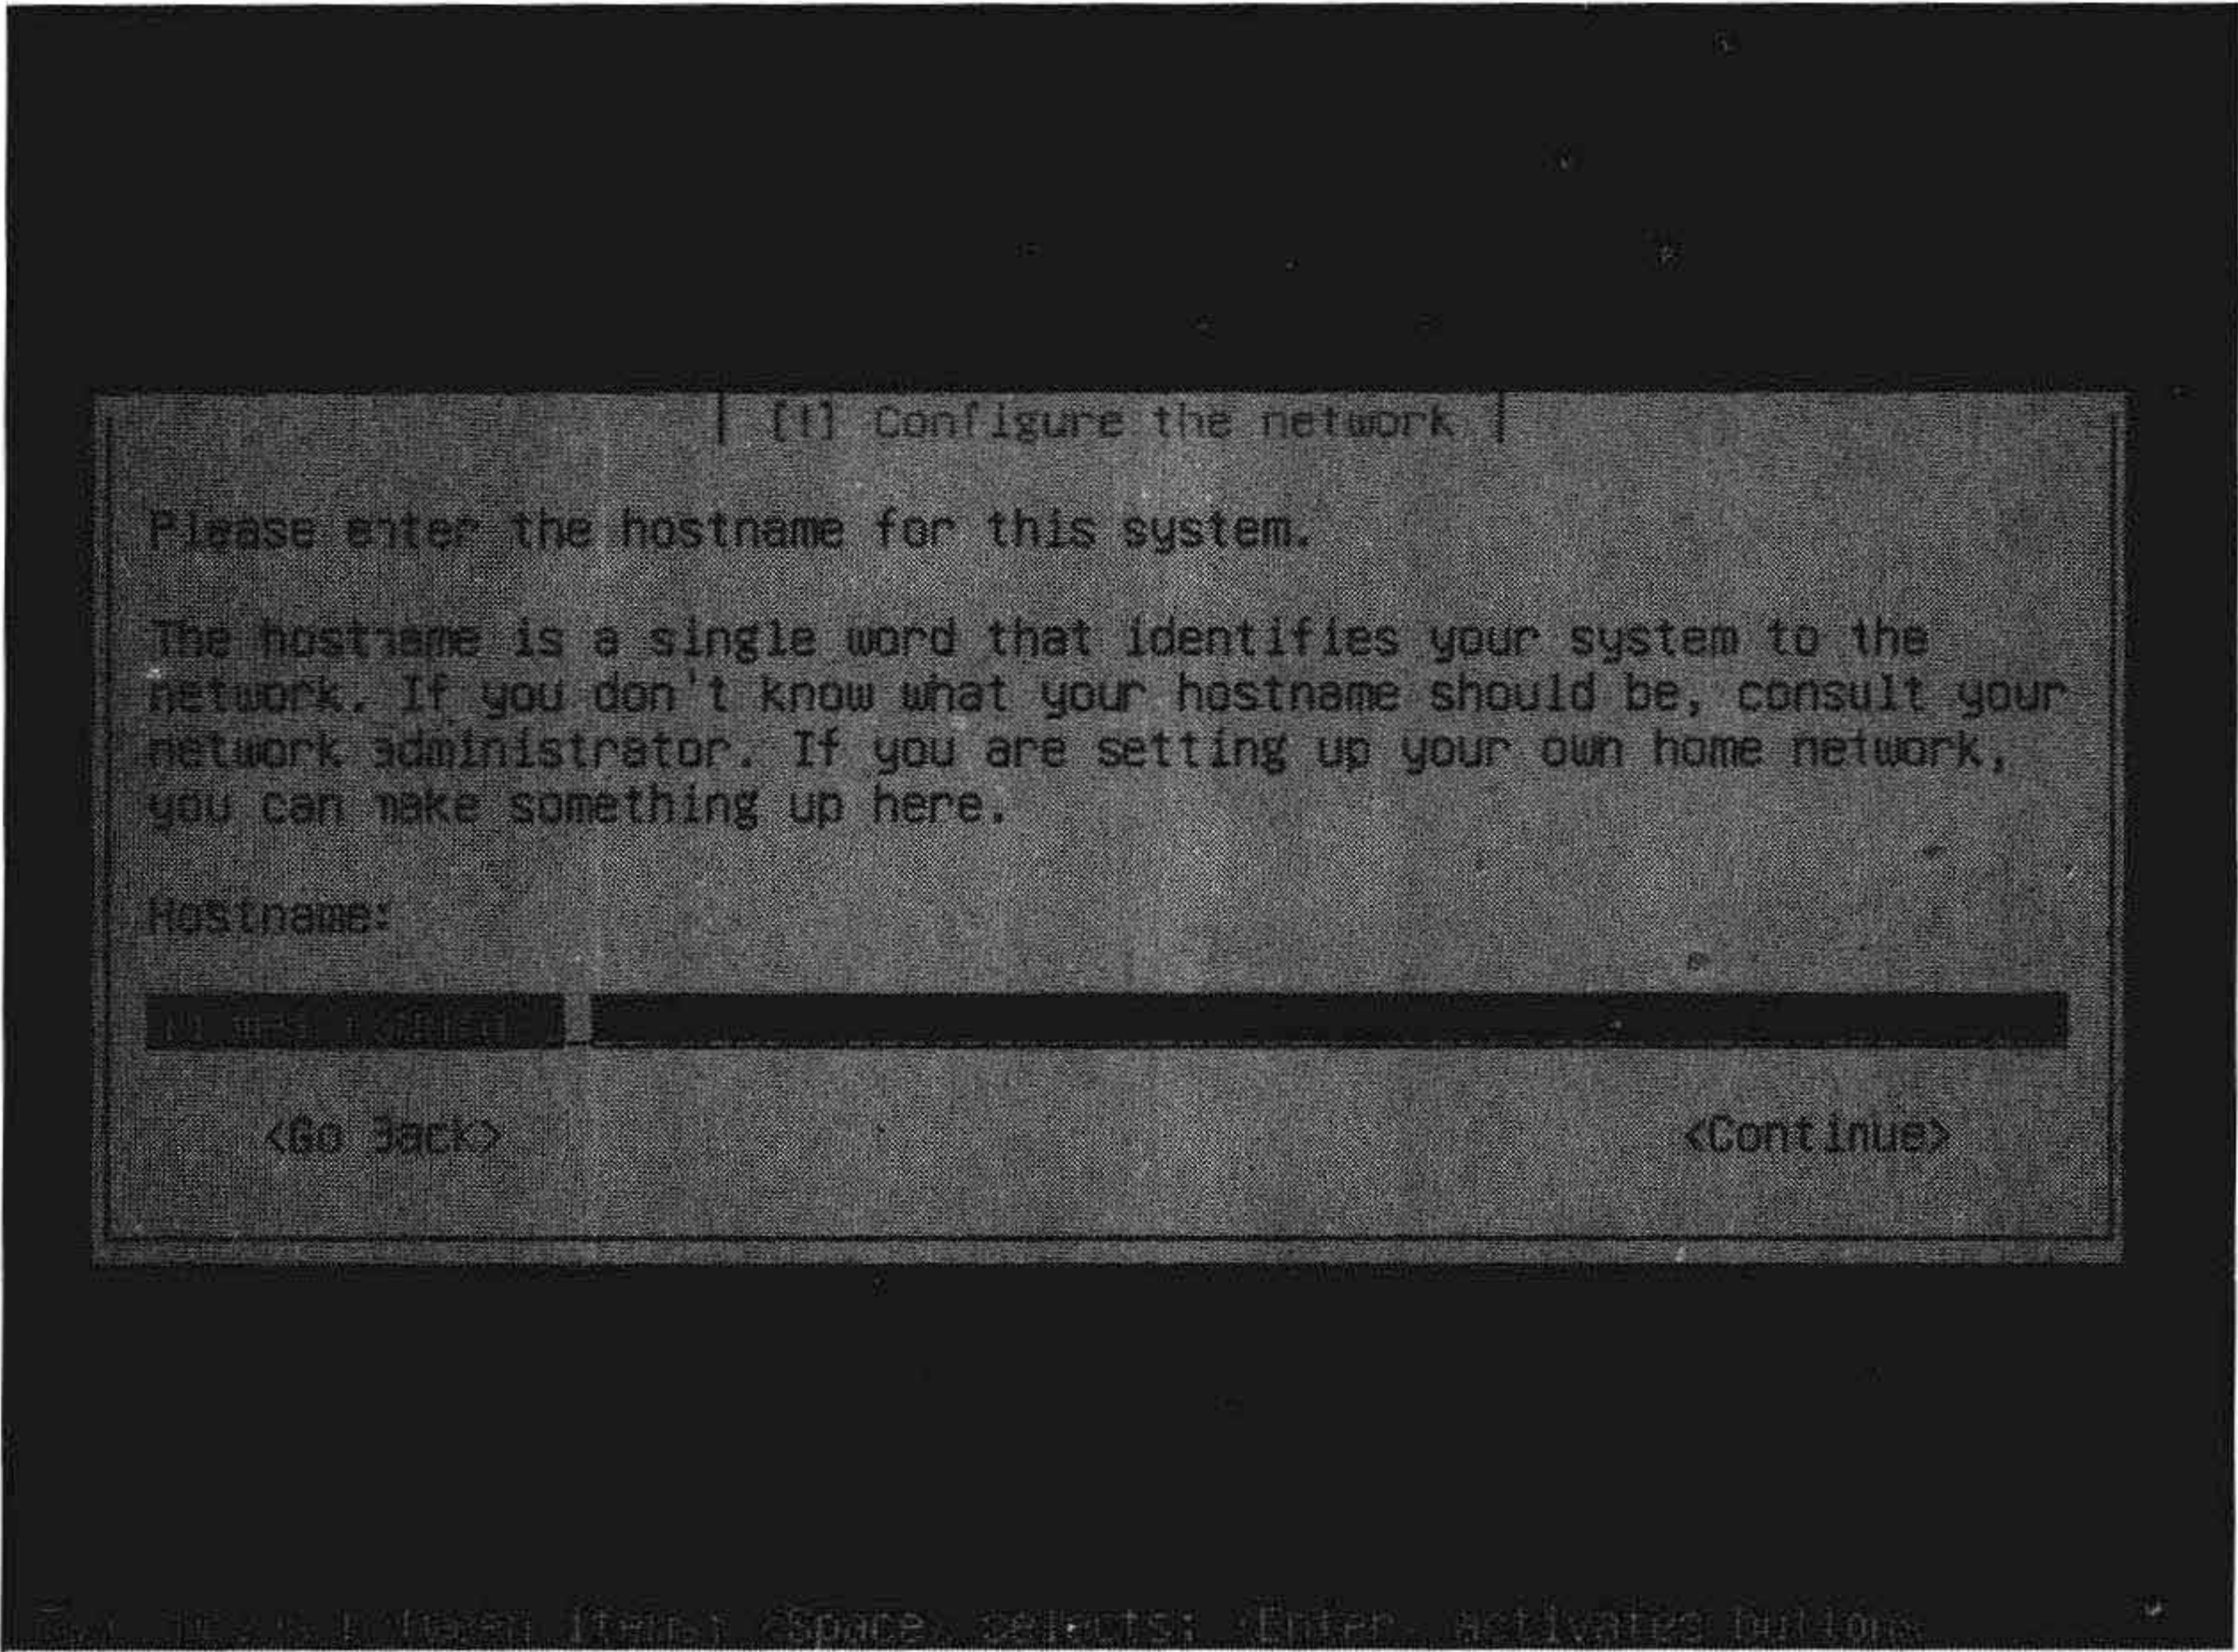 [!] Configure the network
Please enter the hostname for this system.
The hostname is a single word that identifies your system to the
network. If you don't know what your hostname should be, consult your
network administrator. If you are setting up your own home network,
you can make something up here.
Hostname:
<Go Back>
<Continue>
between items; <Space> selects; <Enter> activates buttons